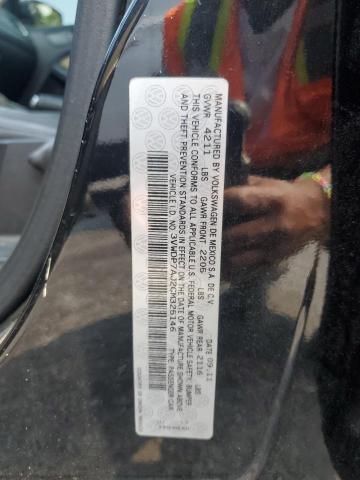 MANUFACTURED BY VOLKSWAGEN DE MEXICO S.A. DE C.V.
GVWR 4211 LBS GAWR FRONT 2205 LBS GAWR REAR 2116 LBS DATE 09.11
THIS VEHICLE CONFORMS TO ALL APPLICABLE U.S. FEDERAL MOTOR VEHICLE SAFETY, BUMPER
AND THEFT PREVENTION STANDARDS IN EFFECT ON THE DATE OF MANUFACTURE SHOWN ABOVE
VEHICLE I.D. NO 3VWDP7AJ2CM326146 TYPE: PASSENGER CAR